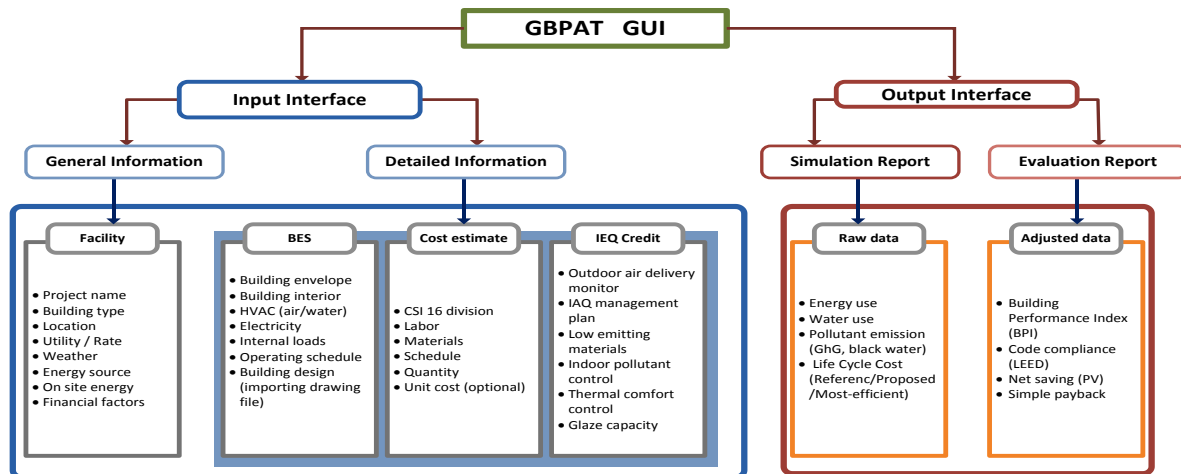 GBPAT GUI
Input Interface
Output Interface
General Information
Detailed Information
Simulation Report
Evaluation Report
Facility
• Project name
• Building type
• Location
• Utility / Rate
• Weather
• Energy source
• On site energy
• Financial factors
BES
• Building envelope
• Building interior
• HVAC (air/water)
• Electricity
• Internal loads
• Operating schedule
• Building design
(importing drawing
file)
Cost estimate
• CSI 16 division
• Labor
• Materials
• Schedule
• Quantity
• Unit cost (optional)
IEQ Credit
• Outdoor air delivery
monitor
• IAQ management
plan
• Low emitting
materials
• Indoor pollutant
control
• Thermal comfort
control
• Glaze capacity
Raw data
• Energy use
• Water use
• Pollutant emission
(GhG, black water)
• Life Cycle Cost
(Referenc/Proposed
/Most-efficient)
Adjusted data
• Building
Performance Index
(BPI)
• Code compliance
(LEED)
• Net saving (PV)
• Simple payback